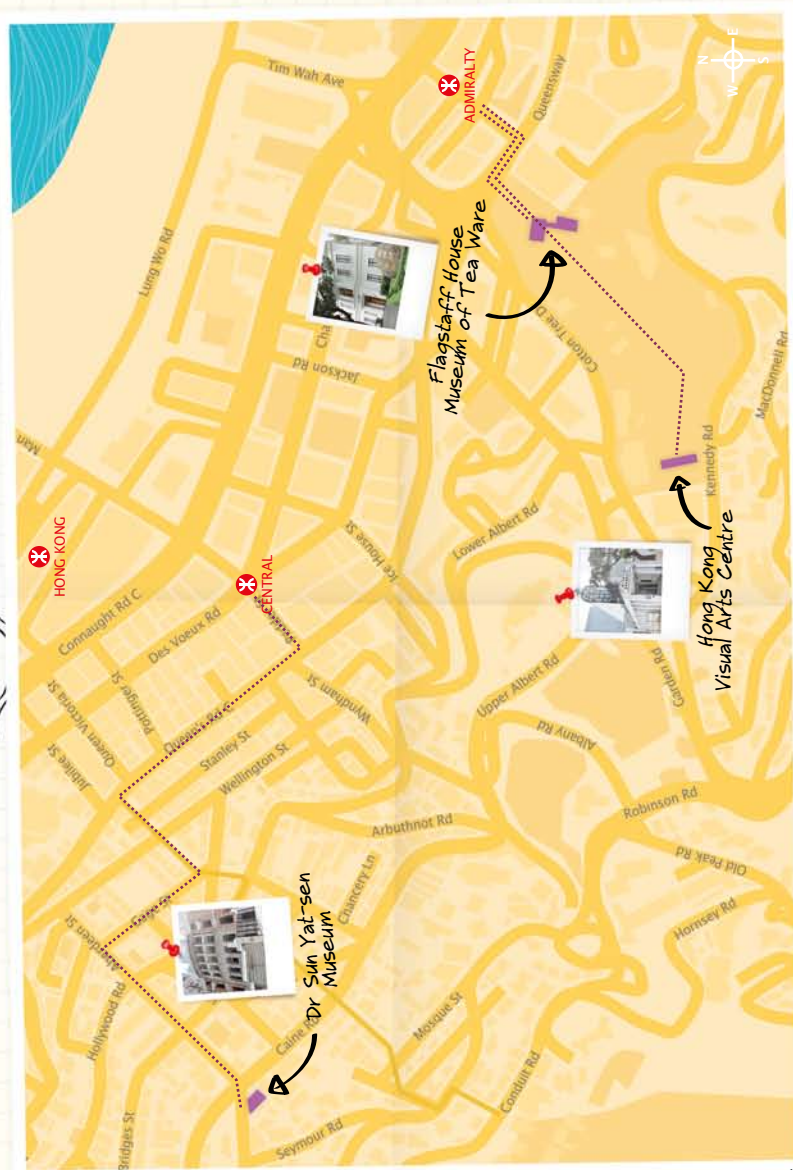 Tim Wah Ave
ADMIRALTY
Queensway
N
E
S
W
Lung Wo Rd
Cha
Jackson Rd
Flagstaff House
Museum of Tea Ware
Cotton Tree D
MacDonnell Rd
Kennedy Rd
Man
HONG KONG
CENTRAL
Ice House St
Lower Albert Rd
Hong Kong
Visual Arts Centre
Garden Rd
Connaught Rd C
Des Voeux Rd
Pottinger St
Queen Victoria St
Jubilee St
Stanley St
Wellington St
Wyndham St
Upper Albert Rd
Albany Rd
Robinson Rd
Old Peak Rd
Hornsey Rd
Arbuthnot Rd
Chancery Ln
Dr Sun Yat-sen
Museum
Hollywood Rd
Caine R
Mosque St
Conduit Rd
Seymour Rd
Bridges St